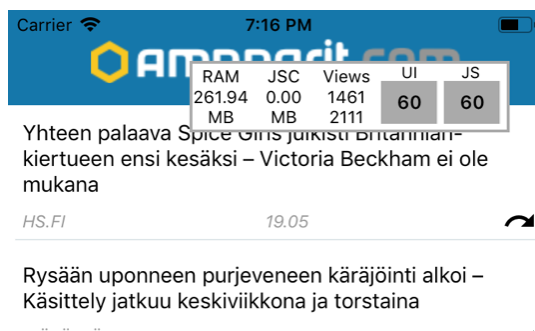 Carrier 7:16 PM
RAM JSC Views UI JS
261.94 0.00 1461 60 60
MB MB 2111
Yhteen palaava Spice Girls julkisti Britannian-
kiertueen ensi kesäksi – Victoria Beckham ei ole
mukana
HS.FI 19.05
Rysään uponneen purjeveneen käräjöinti alkoi –
Käsittely jatkuu keskiviikkona ja torstaina